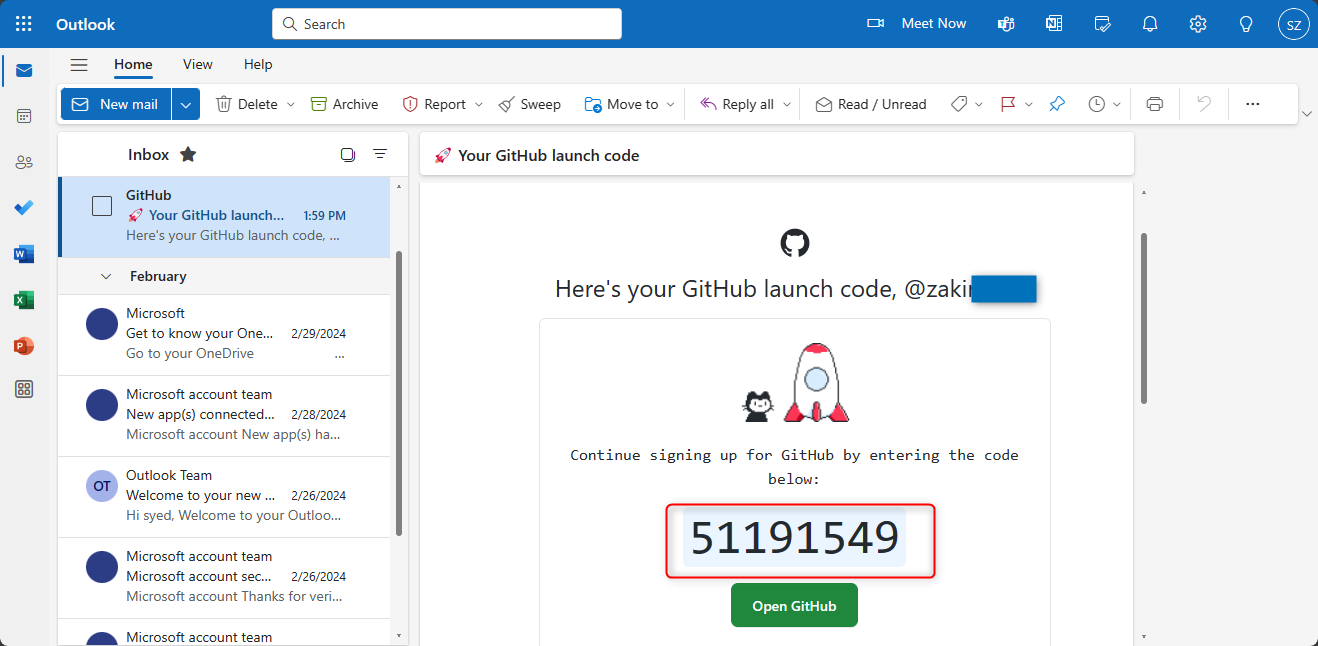 Outlook
Search
Meet Now
SZ
Home View Help
New mail Delete Archive Report Sweep Move to Reply all Read / Unread ...
Inbox
GitHub
🚀 Your GitHub launch... 1:59 PM
Here's your GitHub launch code, ...
February
Microsoft
Get to know your One... 2/29/2024
Go to your OneDrive ...
Microsoft account team
New app(s) connected... 2/28/2024
Microsoft account New app(s) ha...
OT
Outlook Team
Welcome to your new ... 2/26/2024
Hi syed, Welcome to your Outloo...
Microsoft account team
Microsoft account sec... 2/26/2024
Microsoft account Thanks for veri...
Microsoft account team
🚀 Your GitHub launch code
Here's your GitHub launch code, @zaki
Continue signing up for GitHub by entering the code
below:
51191549
Open GitHub
W
X
P